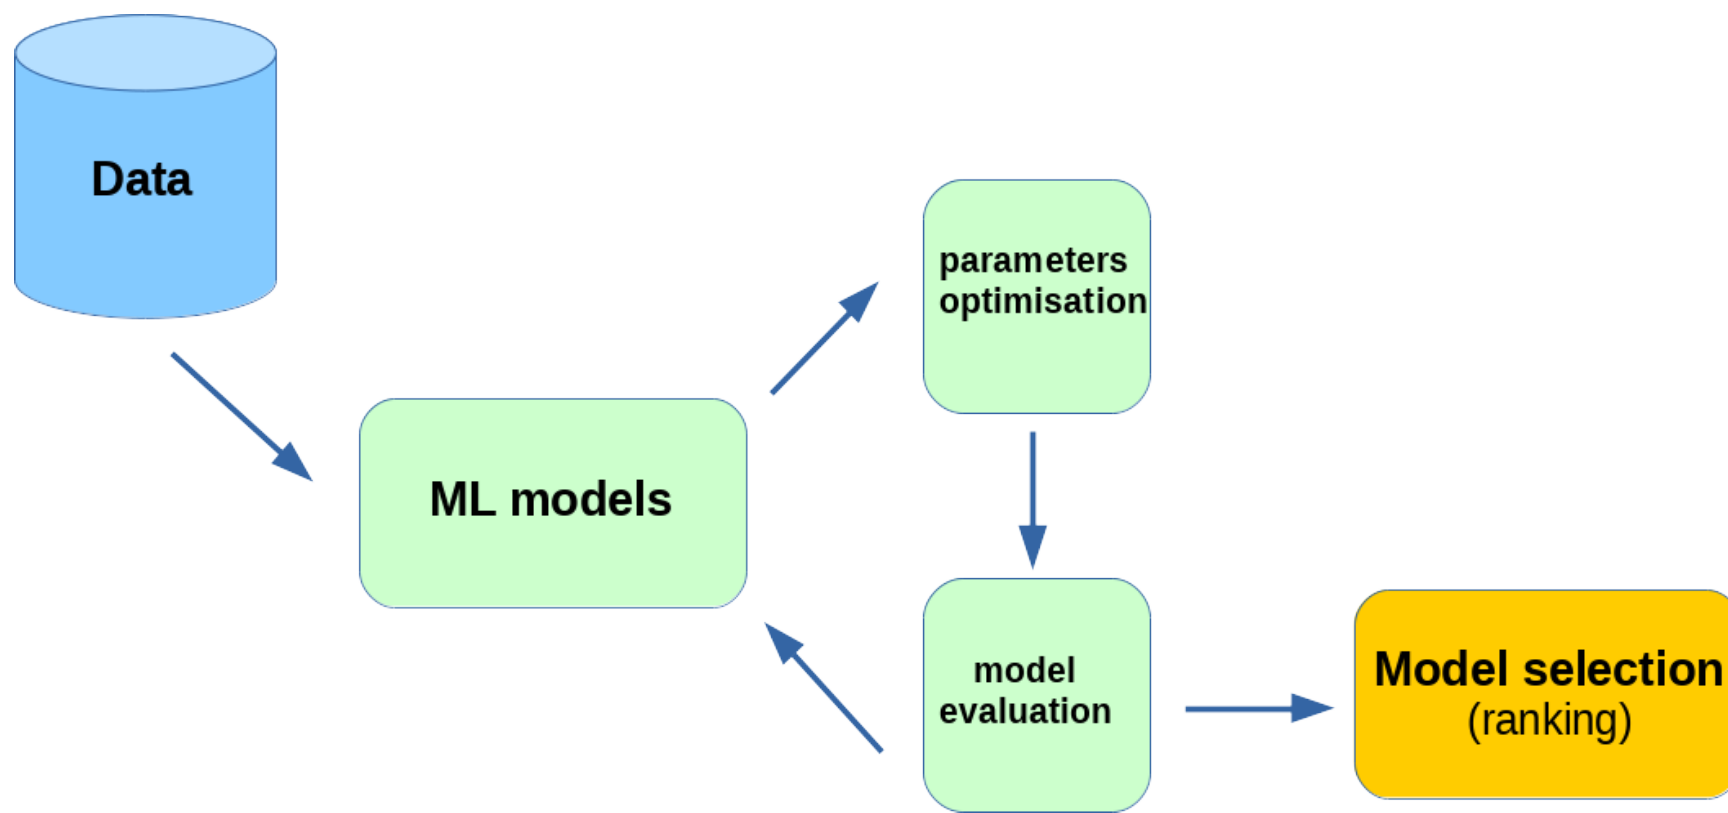 Data
parameters
optimisation
ML models
model
evaluation
Model selection
(ranking)